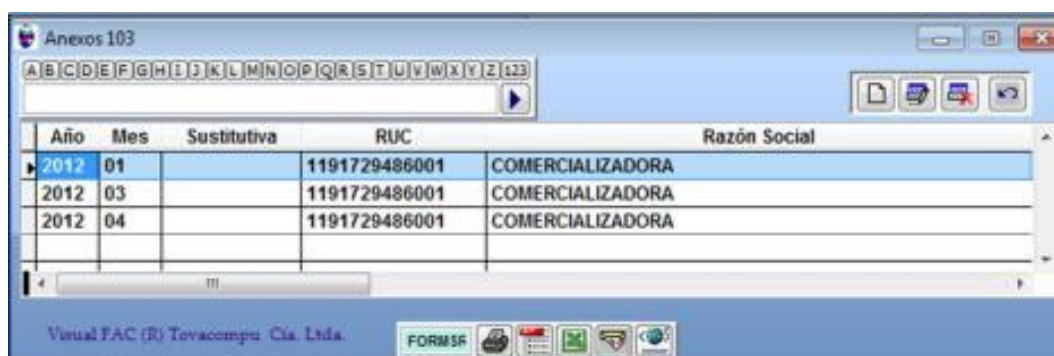 Anexos 103
A B C D E F G H I J K L M N O P Q R S T U V W X Y Z 123
Año Mes Sustitutiva RUC Razón Social
2012 01 1191729486001 COMERCIALIZADORA
2012 03 1191729486001 COMERCIALIZADORA
2012 04 1191729486001 COMERCIALIZADORA
Visual FAC (R) Tovacompu Cía. Ltda. FORMSR